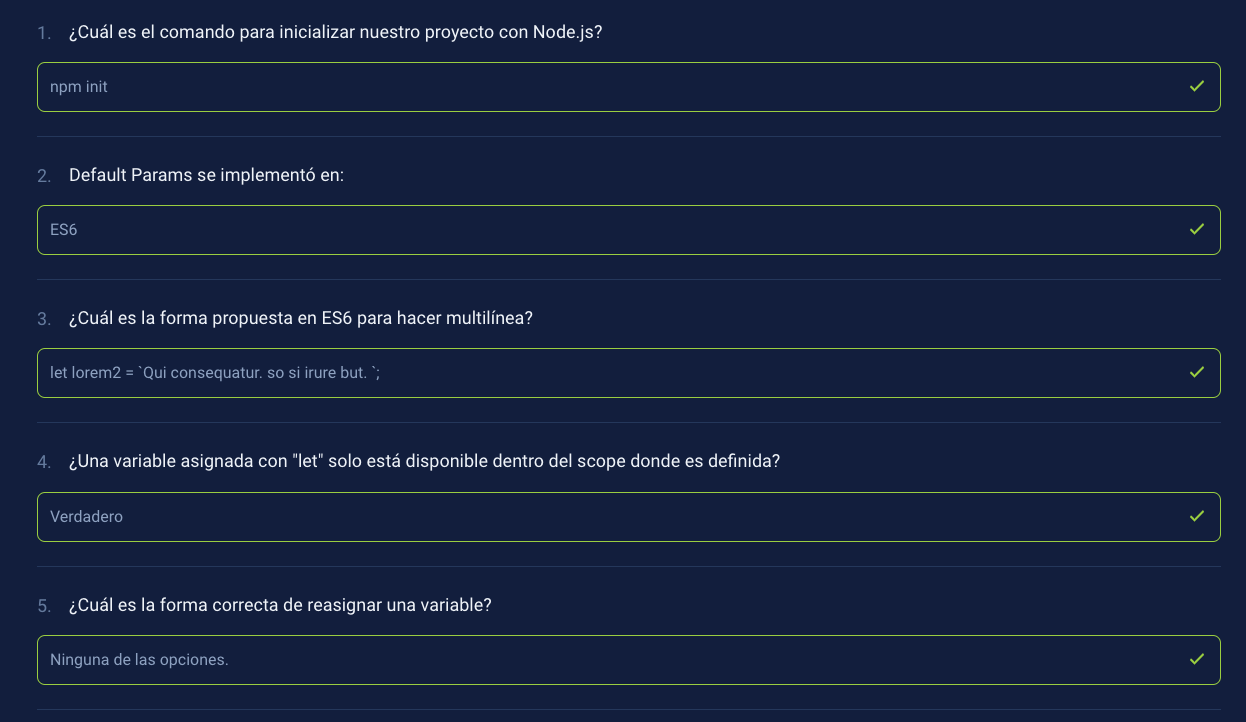 1. ¿Cuál es el comando para inicializar nuestro proyecto con Node.js?
npm init
2. Default Params se implementó en:
ES6
3. ¿Cuál es la forma propuesta en ES6 para hacer multilínea?
let lorem2 = `Qui consequatur. so si irure but. `;
4. ¿Una variable asignada con "let" solo está disponible dentro del scope donde es definida?
Verdadero
5. ¿Cuál es la forma correcta de reasignar una variable?
Ninguna de las opciones.